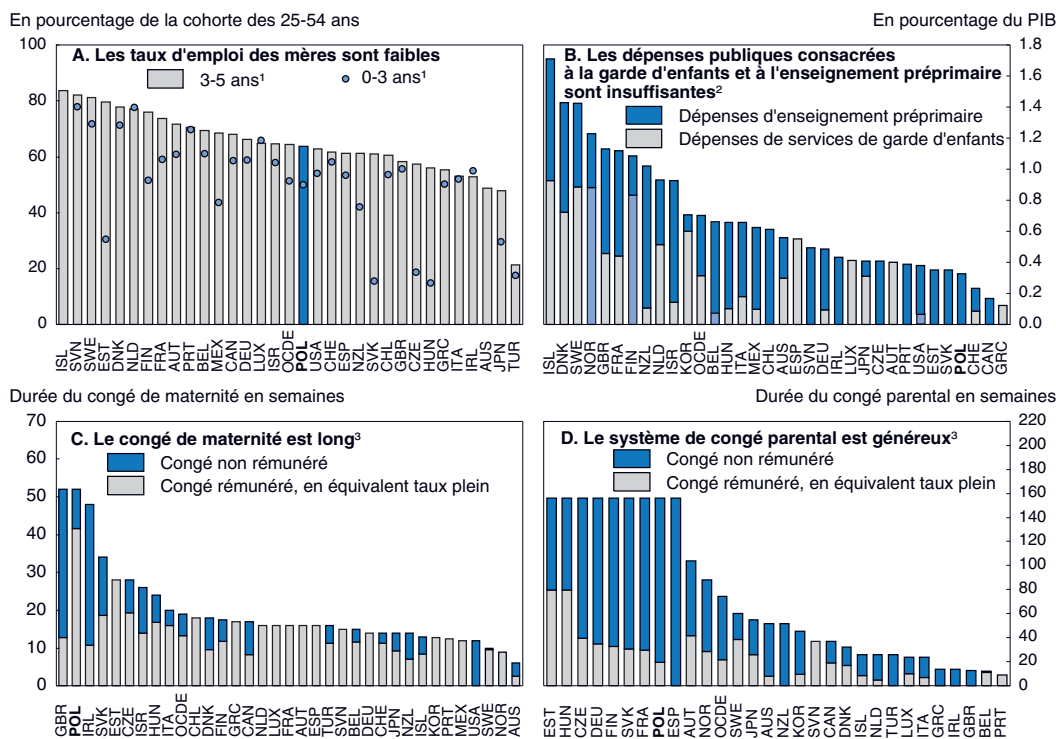 En pourcentage de la cohorte des 25-54 ans
A. Les taux d'emploi des mères sont faibles
3-5 ans¹
0-3 ans¹
100
80
60
40
20
0
ISL SVN SWE EST DNK NLD FIN FRA AUT PRT BEL MEX CAN DEU LUX ISR OCDE POL USA CHE ESP NZL SVK CHL GBR CZE HUN GRC ITA IRL AUS JPN TUR
En pourcentage du PIB
B. Les dépenses publiques consacrées
à la garde d'enfants et à l'enseignement préprimaire
sont insuffisantes²
Dépenses d'enseignement préprimaire
Dépenses de services de garde d'enfants
1.8
1.6
1.4
1.2
1.0
0.8
0.6
0.4
0.2
0.0
ISL DNK SWE NOR GBR FRA FIN NZL NLD ISR KOR OCDE BEL HUN ITA MEX CHL AUS ESP SVN DEU IRL LUX JPN CZE AUT PRT USA EST SVK POL CHE CAN GRC
Durée du congé de maternité en semaines
C. Le congé de maternité est long³
Congé non rémunéré
Congé rémunéré, en équivalent taux plein
70
60
50
40
30
20
10
0
GBR POL IRL SVK EST CZE ISR HUN ITA OCDE CHL DNK FIN GRC CAN NLD LUX FRA AUT ESP TUR SVN BEL DEU CHE JPN NZL ISL KOR PRT MEX USA SWE NOR AUS
Durée du congé parental en semaines
D. Le système de congé parental est généreux³
Congé non rémunéré
Congé rémunéré, en équivalent taux plein
220
200
180
160
140
120
100
80
60
40
20
0
EST HUN CZE DEU FIN SVK FRA POL ESP AUT NOR OCDE SWE JPN AUS NZL KOR SVN CAN DNK ISL NLD TUR LUX ITA GRC IRL GBR BEL PRT